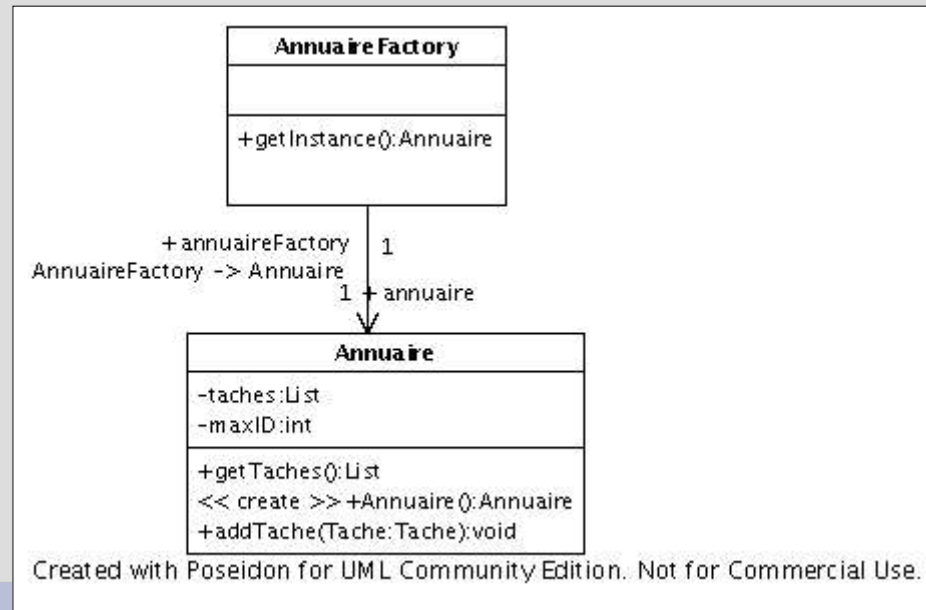 AnnuaireFactory
+getInstance():Annuaire
+annuaireFactory
1
AnnuaireFactory -> Annuaire
1 + annuaire
Annuaire
-taches:List
-maxID:int
+getTaches():List
<< create >>+Annuaire():Annuaire
+addTache(Tache:Tache):void
Created with Poseidon for UML Community Edition. Not for Commercial Use.